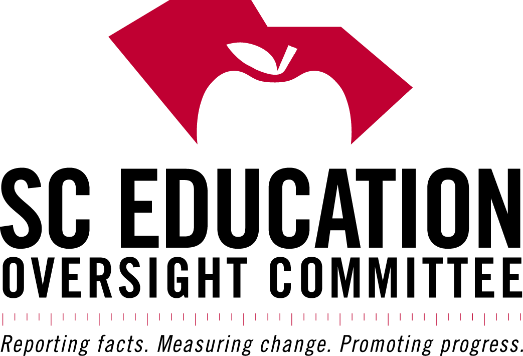 SC EDUCATION
OVERSIGHT COMMITTEE
Reporting facts. Measuring change. Promoting progress.